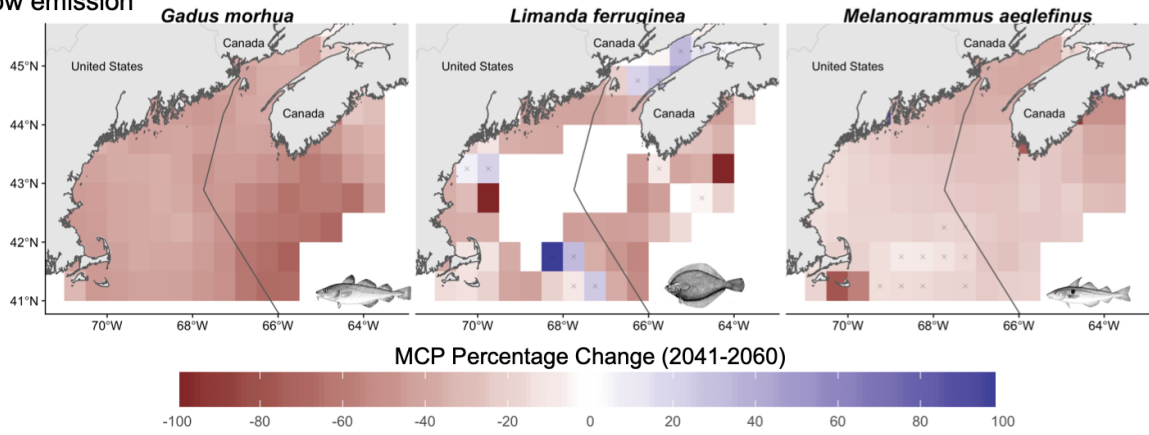 emission
Gadus morhua Limanda ferruginea Melanogrammus aeglefinus
Canada Canada Canada
45°N United States United States United States
44°N Canada Canada Canada
43°N
42°N
41°N
70°W 68°W 66°W 64°W 70°W 68°W 66°W 64°W 70°W 68°W 66°W 64°W
MCP Percentage Change (2041-2060)
-100 -80 -60 -40 -20 0 20 40 60 80 100